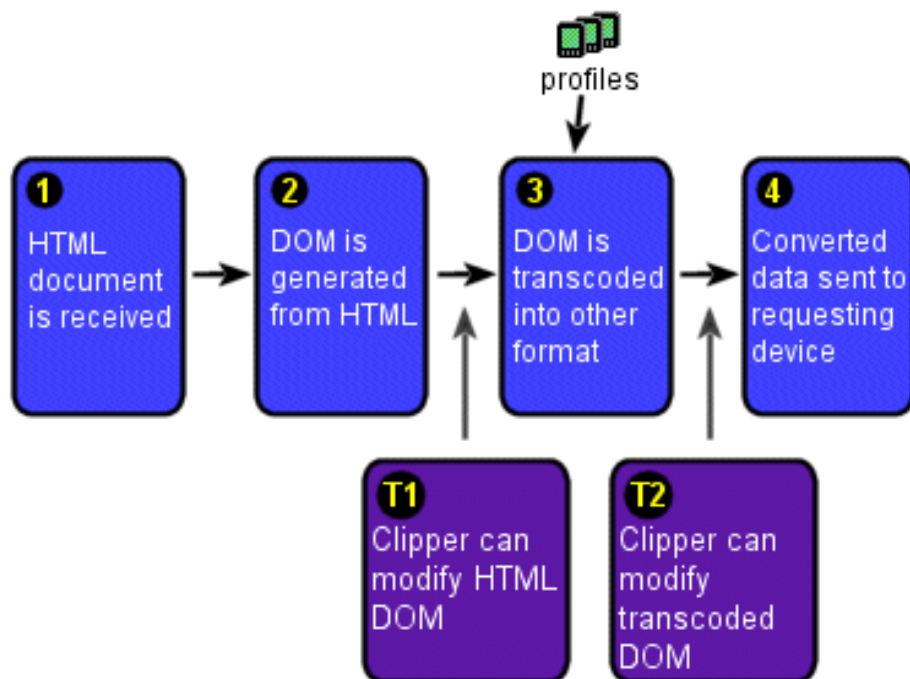 profiles
1
HTML
document
is received
2
DOM is
generated
from HTML
3
DOM is
transcoded
into other
format
4
Converted
data sent to
requesting
device
T1
Clipper can
modify HTML
DOM
T2
Clipper can
modify
transcoded
DOM